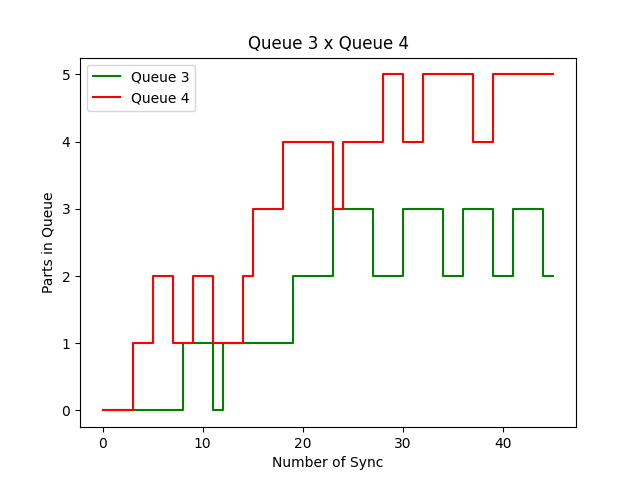 Queue 3 x Queue 4
Queue 3
Queue 4
Parts in Queue
5
4
3
2
1
0
0 10 20 30 40
Number of Sync